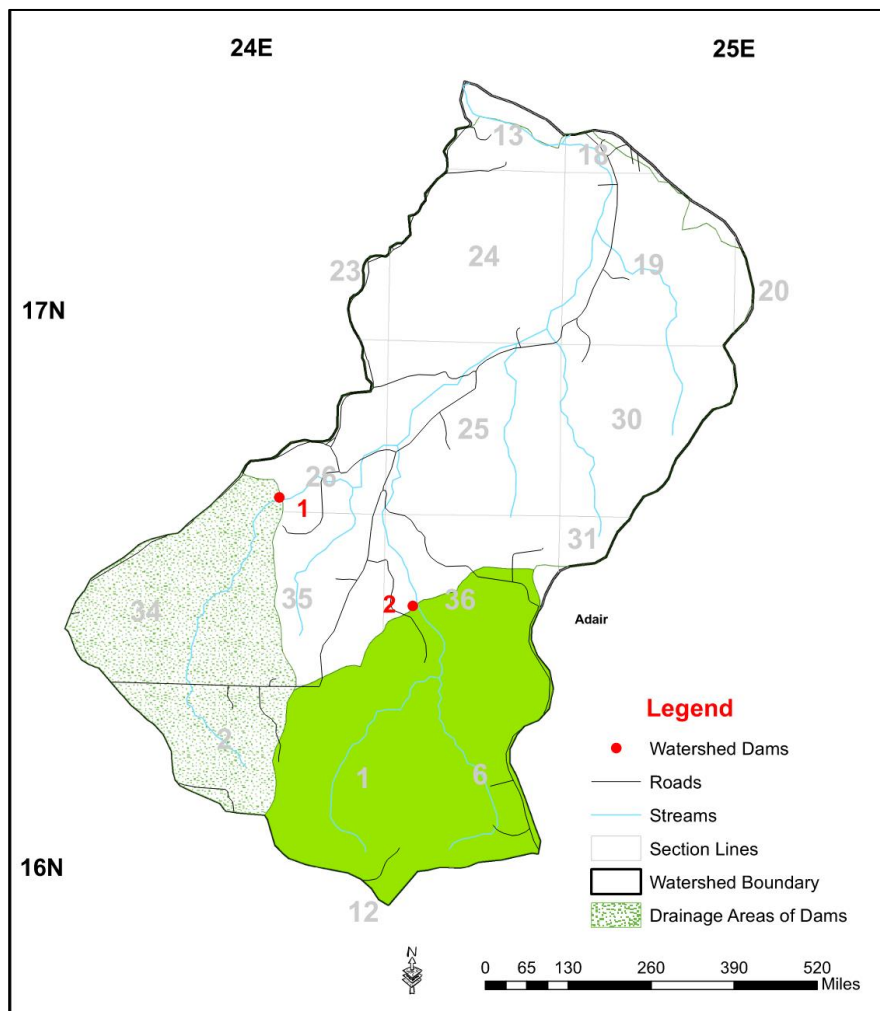 24E 25E
13
18
24
19
23
20
17N
25
30
26
1
31
34
35
2
36
Adair
Legend
2
Watershed Dams
1
6
Roads
Streams
Section Lines
16N
Watershed Boundary
12
Drainage Areas of Dams
N
0 65 130 260 390 520
Miles